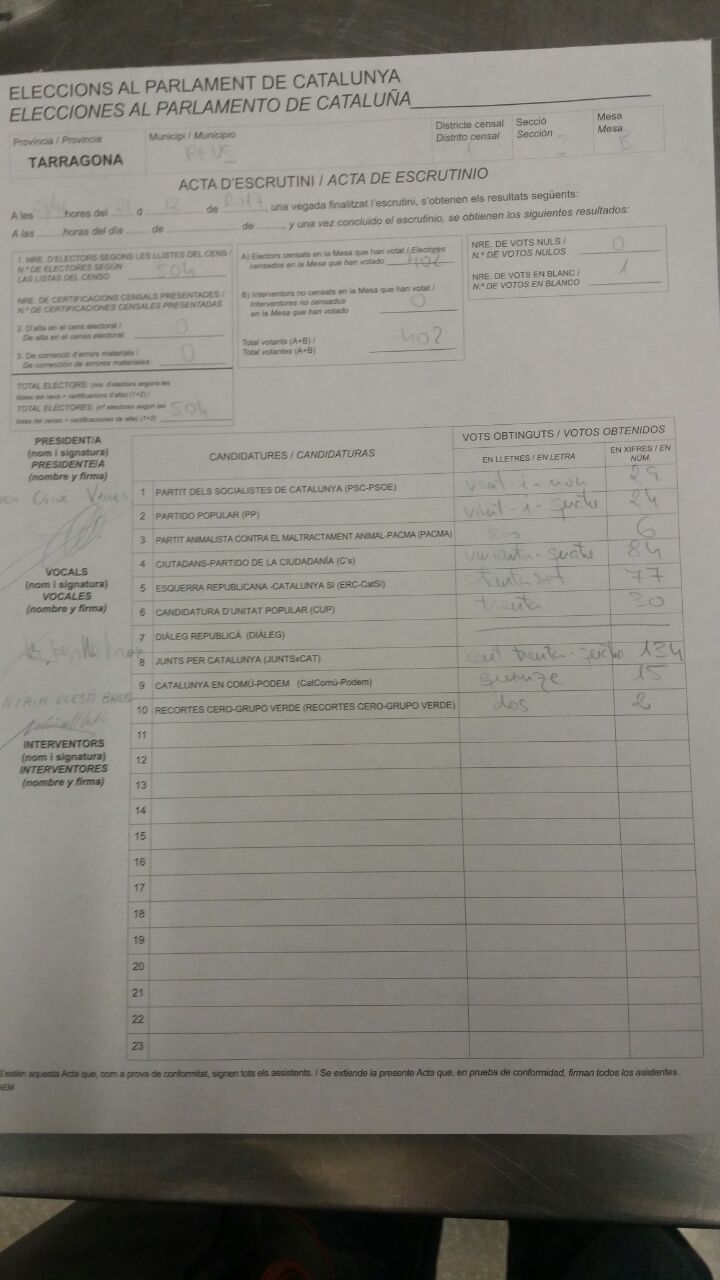 ELECCIONS AL PARLAMENT DE CATALUNYA
ELECCIONES AL PARLAMENTO DE CATALUÑA
Província / Provincia
Municipi / Municipio
Districte censal
Distrito censal
Secció
Sección
Mesa
Mesa
TARRAGONA
REUS
1
ACTA D'ESCRUTINI / ACTA DE ESCRUTINIO
A les hores del 21 d 12 de 2017, una vegada finalitzat l'escrutini, s'obtenen els resultats següents:
A las horas del día de de , y una vez concluido el escrutinio, se obtienen los siguientes resultados:
1. NRE. D'ELECTORS SEGONS LES LLISTES DEL CENS /
N.º DE ELECTORES SEGÚN
LAS LISTAS DEL CENSO 504
NRE. DE CERTIFICACIONS CENSALS PRESENTADES /
N.º DE CERTIFICACIONES CENSALES PRESENTADAS
2. D'alta en el cens electoral /
De alta en el censo electoral: 0
3. De correcció d'errors materials /
De corrección de errores materiales: 0
TOTAL ELECTORS: (nre. d'electors segons les
llistes del cens + certificacions d'alta) (1+2) /
TOTAL ELECTORES: (nº electores según las
listas del censo + certificaciones de alta) (1+2) 504
A) Electors censats en la Mesa que han votat / Electores
censados en la Mesa que han votado 402
B) Interventors no censats en la Mesa que han votat /
Interventores no censados
en la Mesa que han votado 0
Total votants (A+B) /
Total votantes (A+B) 402
NRE. DE VOTS NULS /
N.º DE VOTOS NULOS 0
NRE. DE VOTS EN BLANC /
N.º DE VOTOS EN BLANCO 1
PRESIDENT/A
(nom i signatura)
PRESIDENTE/A
(nombre y firma)
VOCALS
(nom i signatura)
VOCALES
(nombre y firma)
INTERVENTORS
(nom i signatura)
INTERVENTORES
(nombre y firma)
CANDIDATURES / CANDIDATURAS
VOTS OBTINGUTS / VOTOS OBTENIDOS
EN LLETRES / EN LETRA
EN XIFRES / EN NÚM.
1 PARTIT DELS SOCIALISTES DE CATALUNYA (PSC-PSOE) vint-i-nou 29
2 PARTIDO POPULAR (PP) vint-i-quatre 24
3 PARTIT ANIMALISTA CONTRA EL MALTRACTAMENT ANIMAL-PACMA (PACMA) 6
4 CIUTADANS-PARTIDO DE LA CIUDADANÍA (C's) 84
5 ESQUERRA REPUBLICANA -CATALUNYA SÍ (ERC-CatSí) 77
6 CANDIDATURA D'UNITAT POPULAR (CUP) trenta 30
7 DIÀLEG REPUBLICÀ (DIÀLEG)
8 JUNTS PER CATALUNYA (JUNTSxCAT) cent trenta- 134
9 CATALUNYA EN COMÚ-PODEM (CatComú-Podem) quinze 15
10 RECORTES CERO-GRUPO VERDE (RECORTES CERO-GRUPO VERDE) dos 2
11
12
13
14
15
16
17
18
19
20
21
22
23
S'estén aquesta Acta que, com a prova de conformitat, signen tots els assistents. / Se extiende la presente Acta que, en prueba de conformidad, firman todos los asistentes.